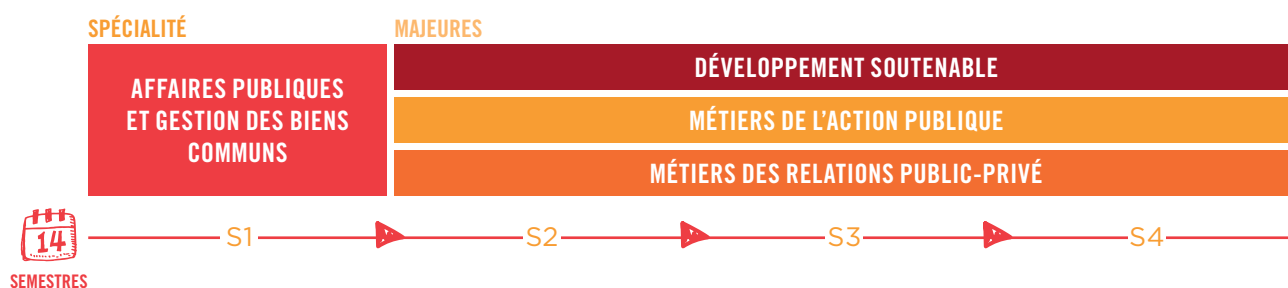 SPÉCIALITÉ
MAJEURES
AFFAIRES PUBLIQUES
ET GESTION DES BIENS
COMMUNS
DÉVELOPPEMENT SOUTENABLE
MÉTIERS DE L'ACTION PUBLIQUE
MÉTIERS DES RELATIONS PUBLIC-PRIVÉ
14
SEMESTRES
S1
S2
S3
S4